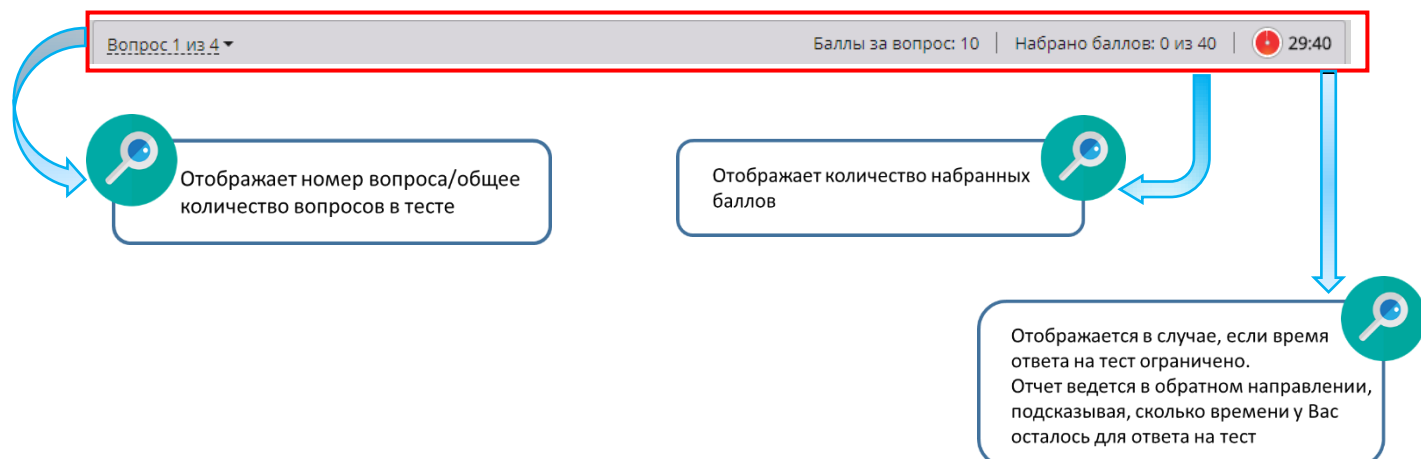 Вопрос 1 из 4
Баллы за вопрос: 10 | Набрано баллов: 0 из 40 | 29:40
Отображает номер вопроса/общее
количество вопросов в тесте
Отображает количество набранных
баллов
Отображается в случае, если время
ответа на тест ограничено.
Отчет ведется в обратном направлении,
подсказывая, сколько времени у Вас
осталось для ответа на тест